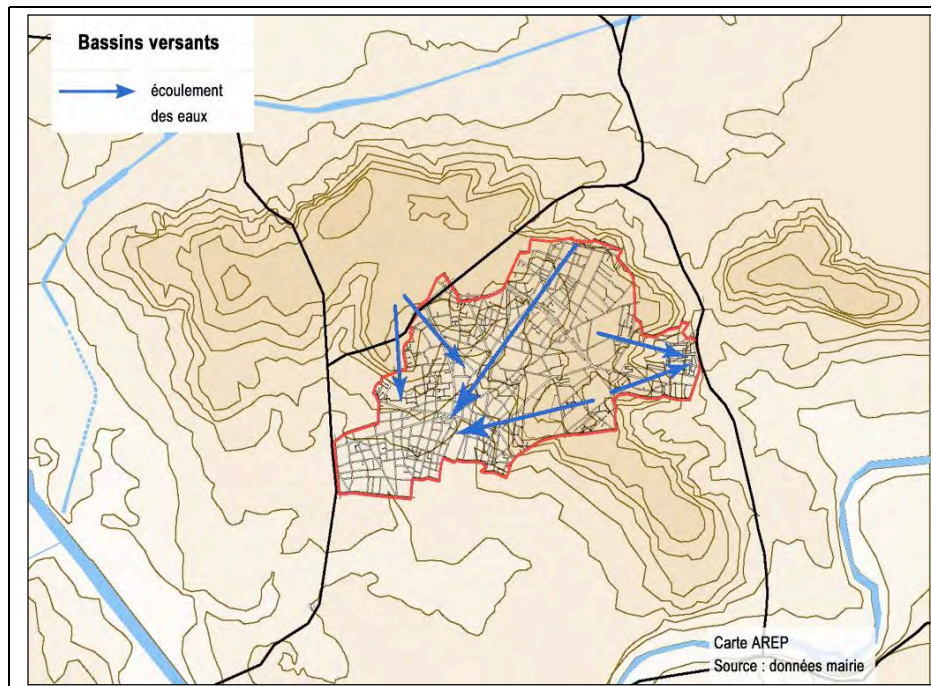 Bassins versants
écoulement
des eaux
Carte AREP
Source : données mairie